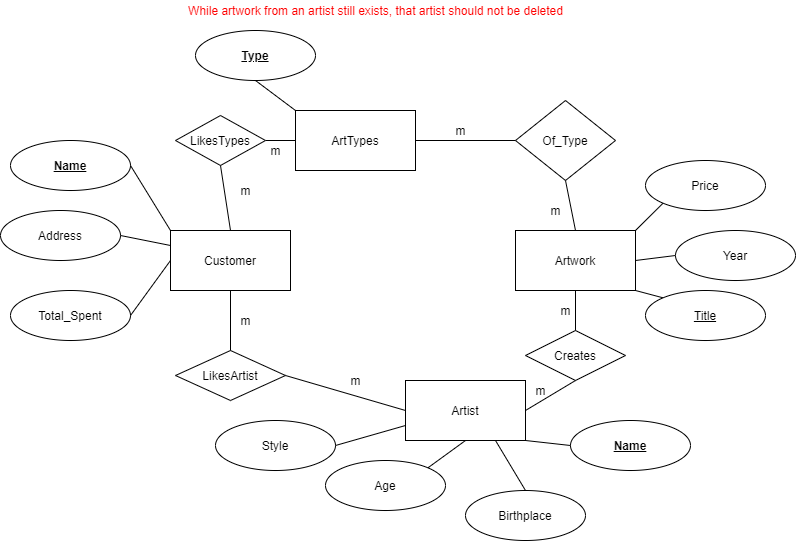 While artwork from an artist still exists, that artist should not be deleted
Type
LikesTypes
m
ArtTypes
m
Of_Type
Name
m
m
Price
Address
Customer
Artwork
Year
Total_Spent
m
m
Title
LikesArtist
m
Creates
m
Artist
Style
Name
Age
Birthplace